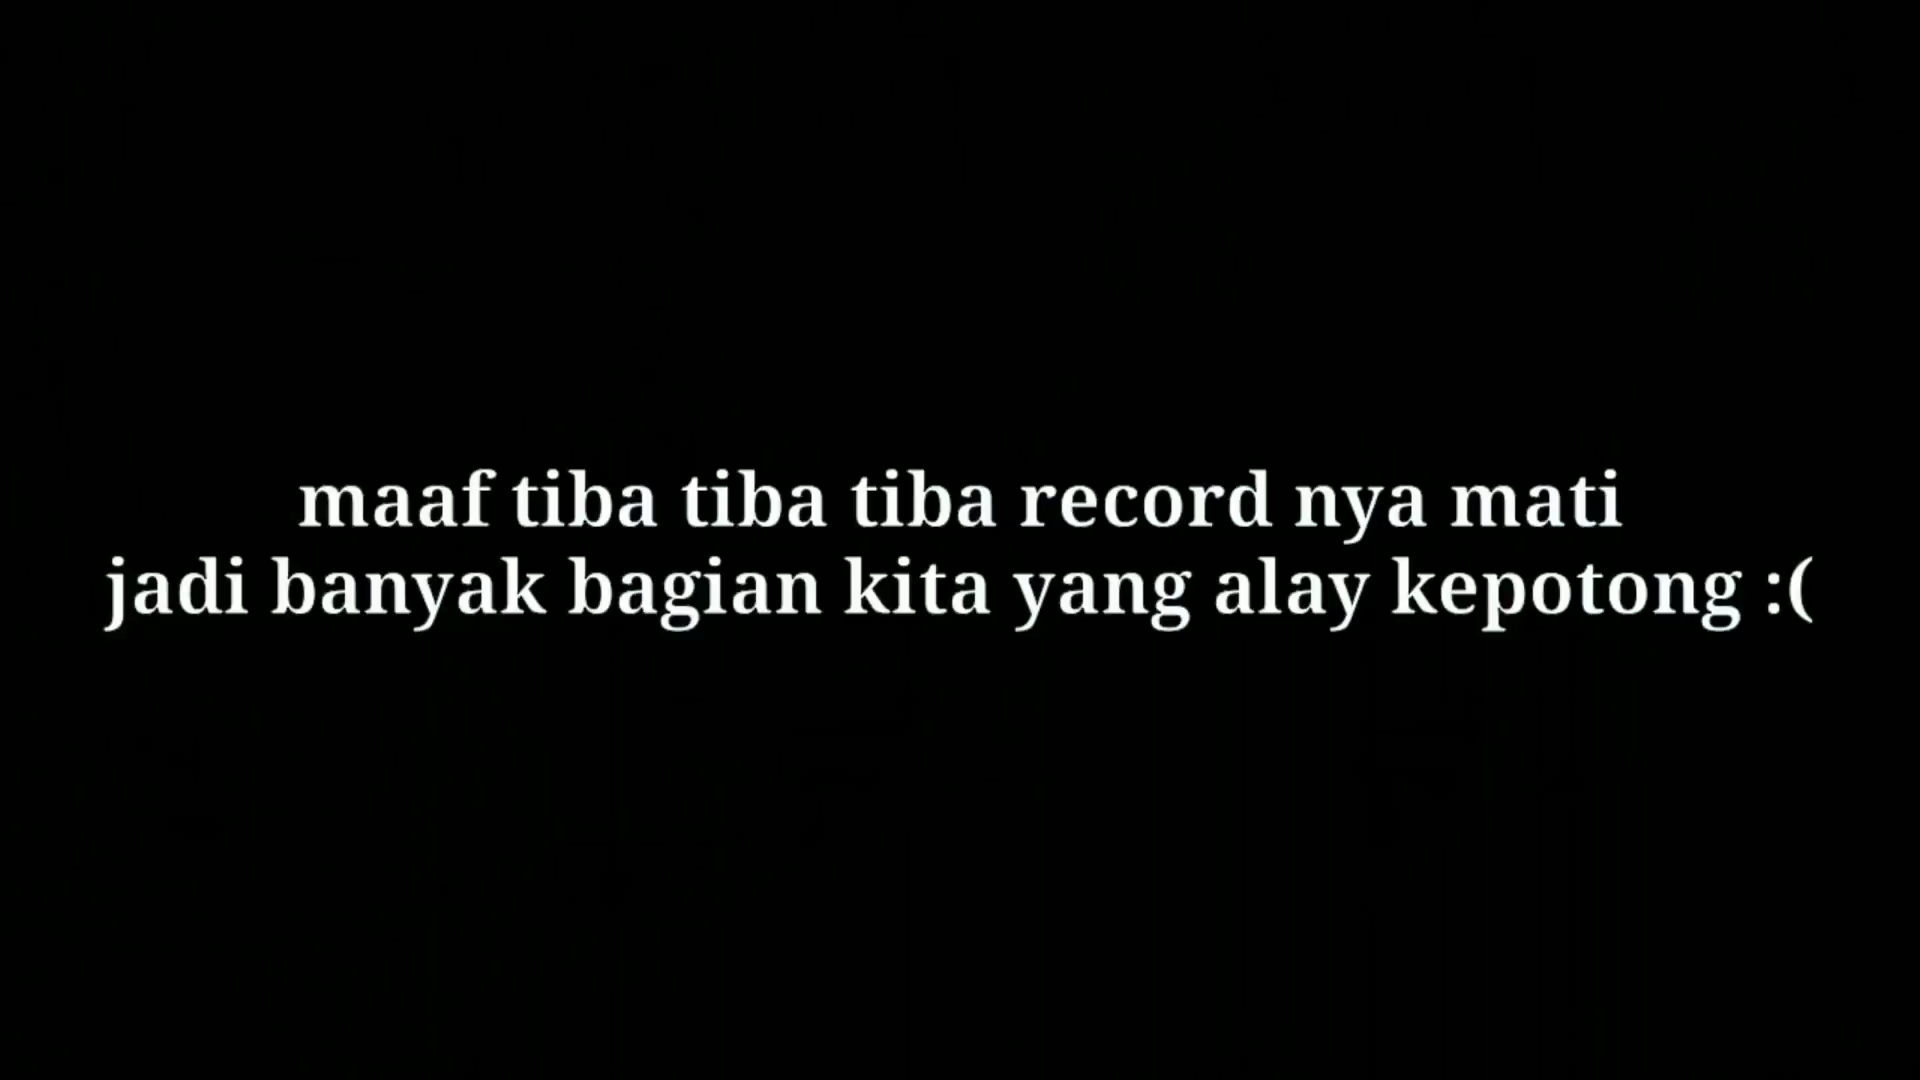 maaf tiba tiba tiba record nya mati
jadi banyak bagian kita yang alay kepotong :(